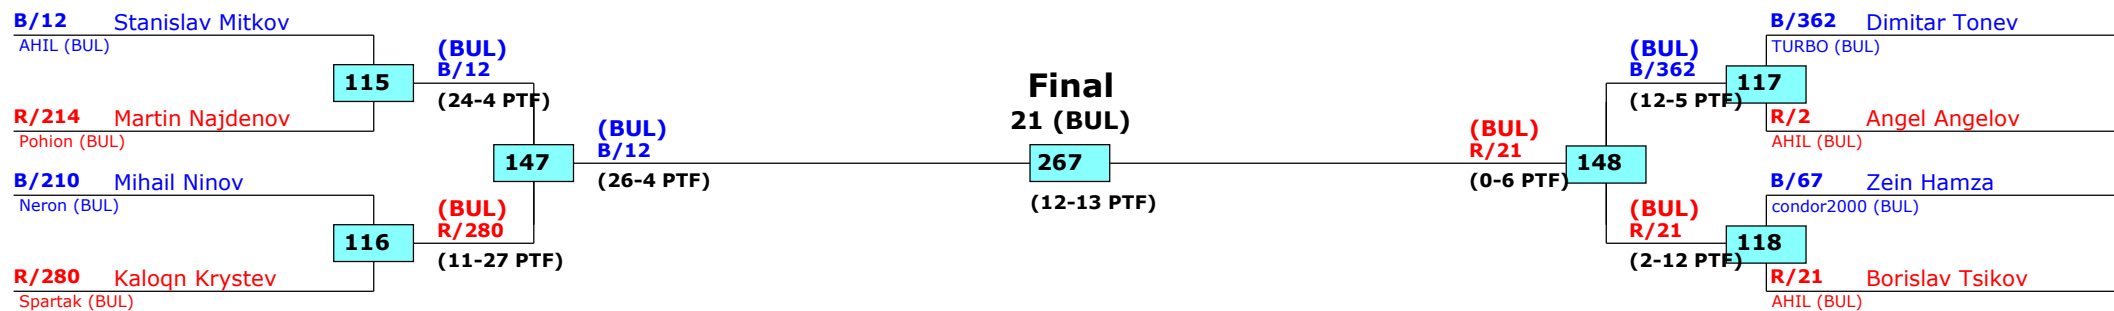 B/12 Stanislav Mitkov
AHIL (BUL)
(BUL)
B/12
115
(24-4 PTF)
R/214 Martin Najdenov
Pohion (BUL)
(BUL)
B/12
147
(26-4 PTF)
B/210 Mihail Ninov
Neron (BUL)
(BUL)
R/280
116
(11-27 PTF)
R/280 Kaloqn Krystev
Spartak (BUL)
Final
21 (BUL)
267
(12-13 PTF)
B/362 Dimitar Tonev
TURBO (BUL)
(BUL)
B/362
117
(12-5 PTF)
R/2 Angel Angelov
AHIL (BUL)
(BUL)
R/21
148
(0-6 PTF)
B/67 Zein Hamza
condor2000 (BUL)
(BUL)
R/21
118
(2-12 PTF)
R/21 Borislav Tsikov
AHIL (BUL)